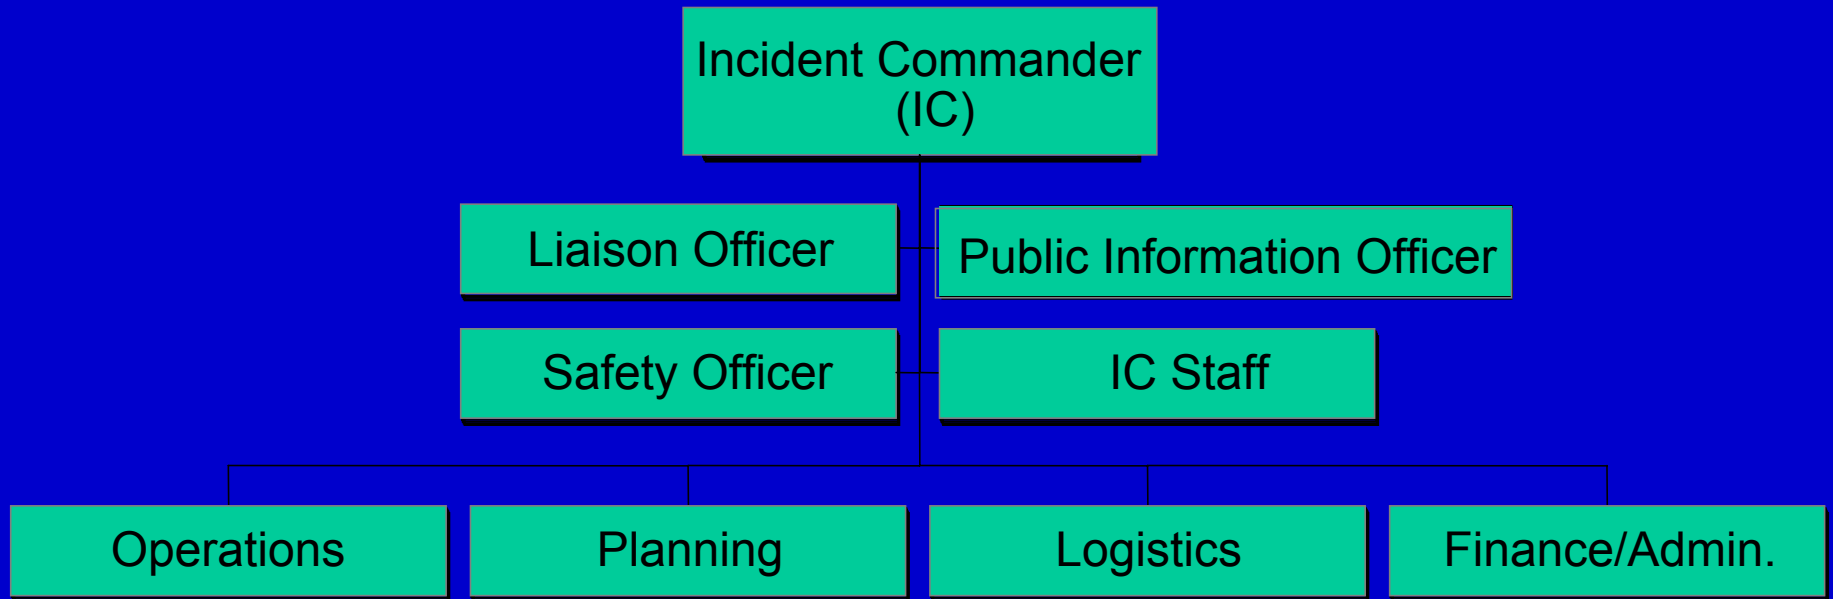 Incident Commander
(IC)
Liaison Officer
Public Information Officer
Safety Officer
IC Staff
Operations
Planning
Logistics
Finance/Admin.